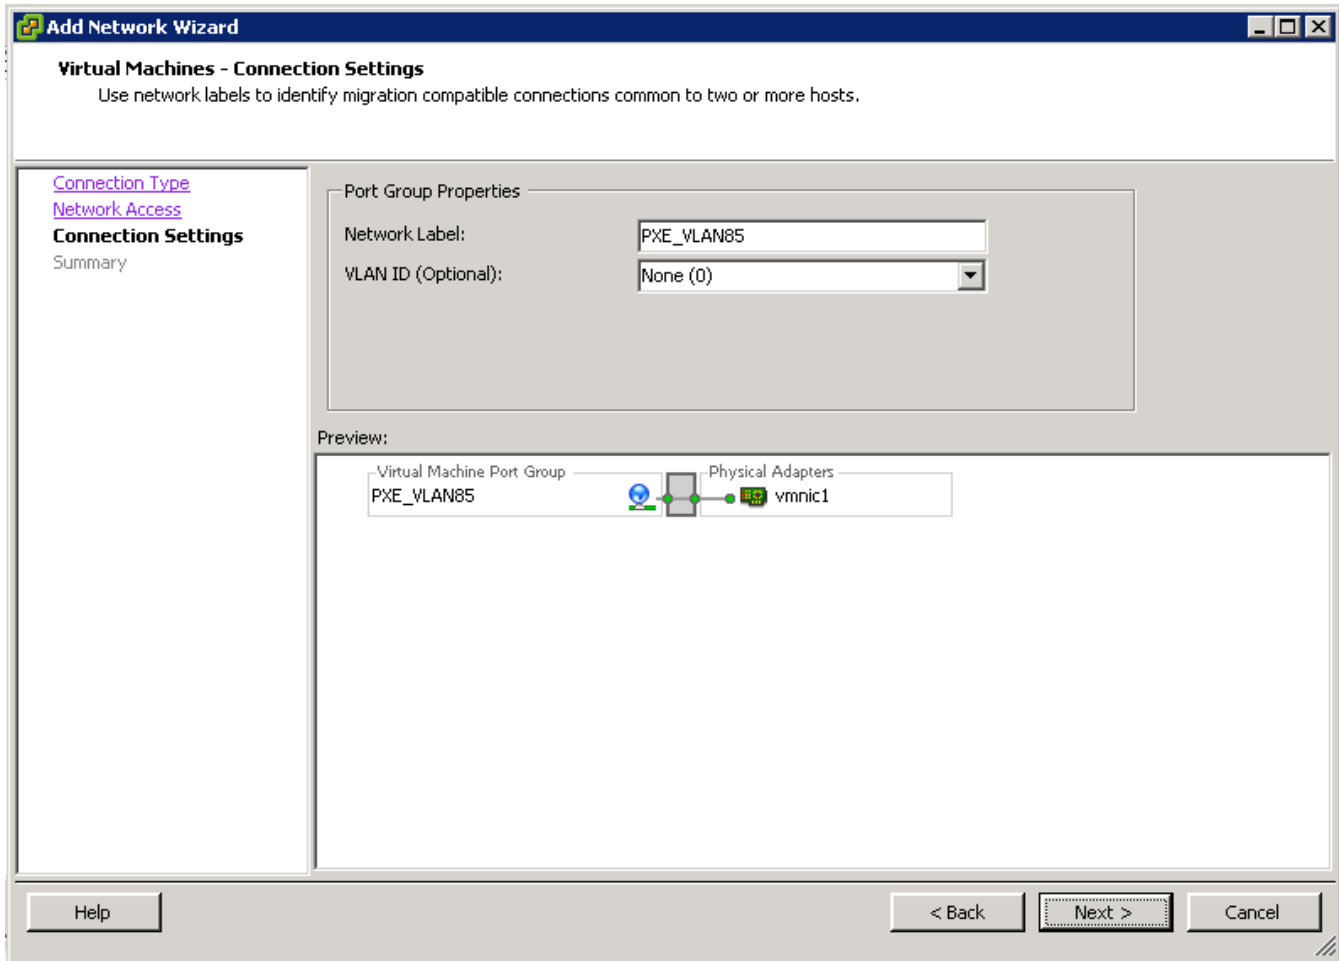 Add Network Wizard
Virtual Machines - Connection Settings
Use network labels to identify migration compatible connections common to two or more hosts.
Connection Type
Network Access
Connection Settings
Summary
Port Group Properties
Network Label:
PXE_VLAN85
VLAN ID (Optional):
None (0)
Preview:
Virtual Machine Port Group
PXE_VLAN85
Physical Adapters
vmnic1
Help
< Back
Next >
Cancel